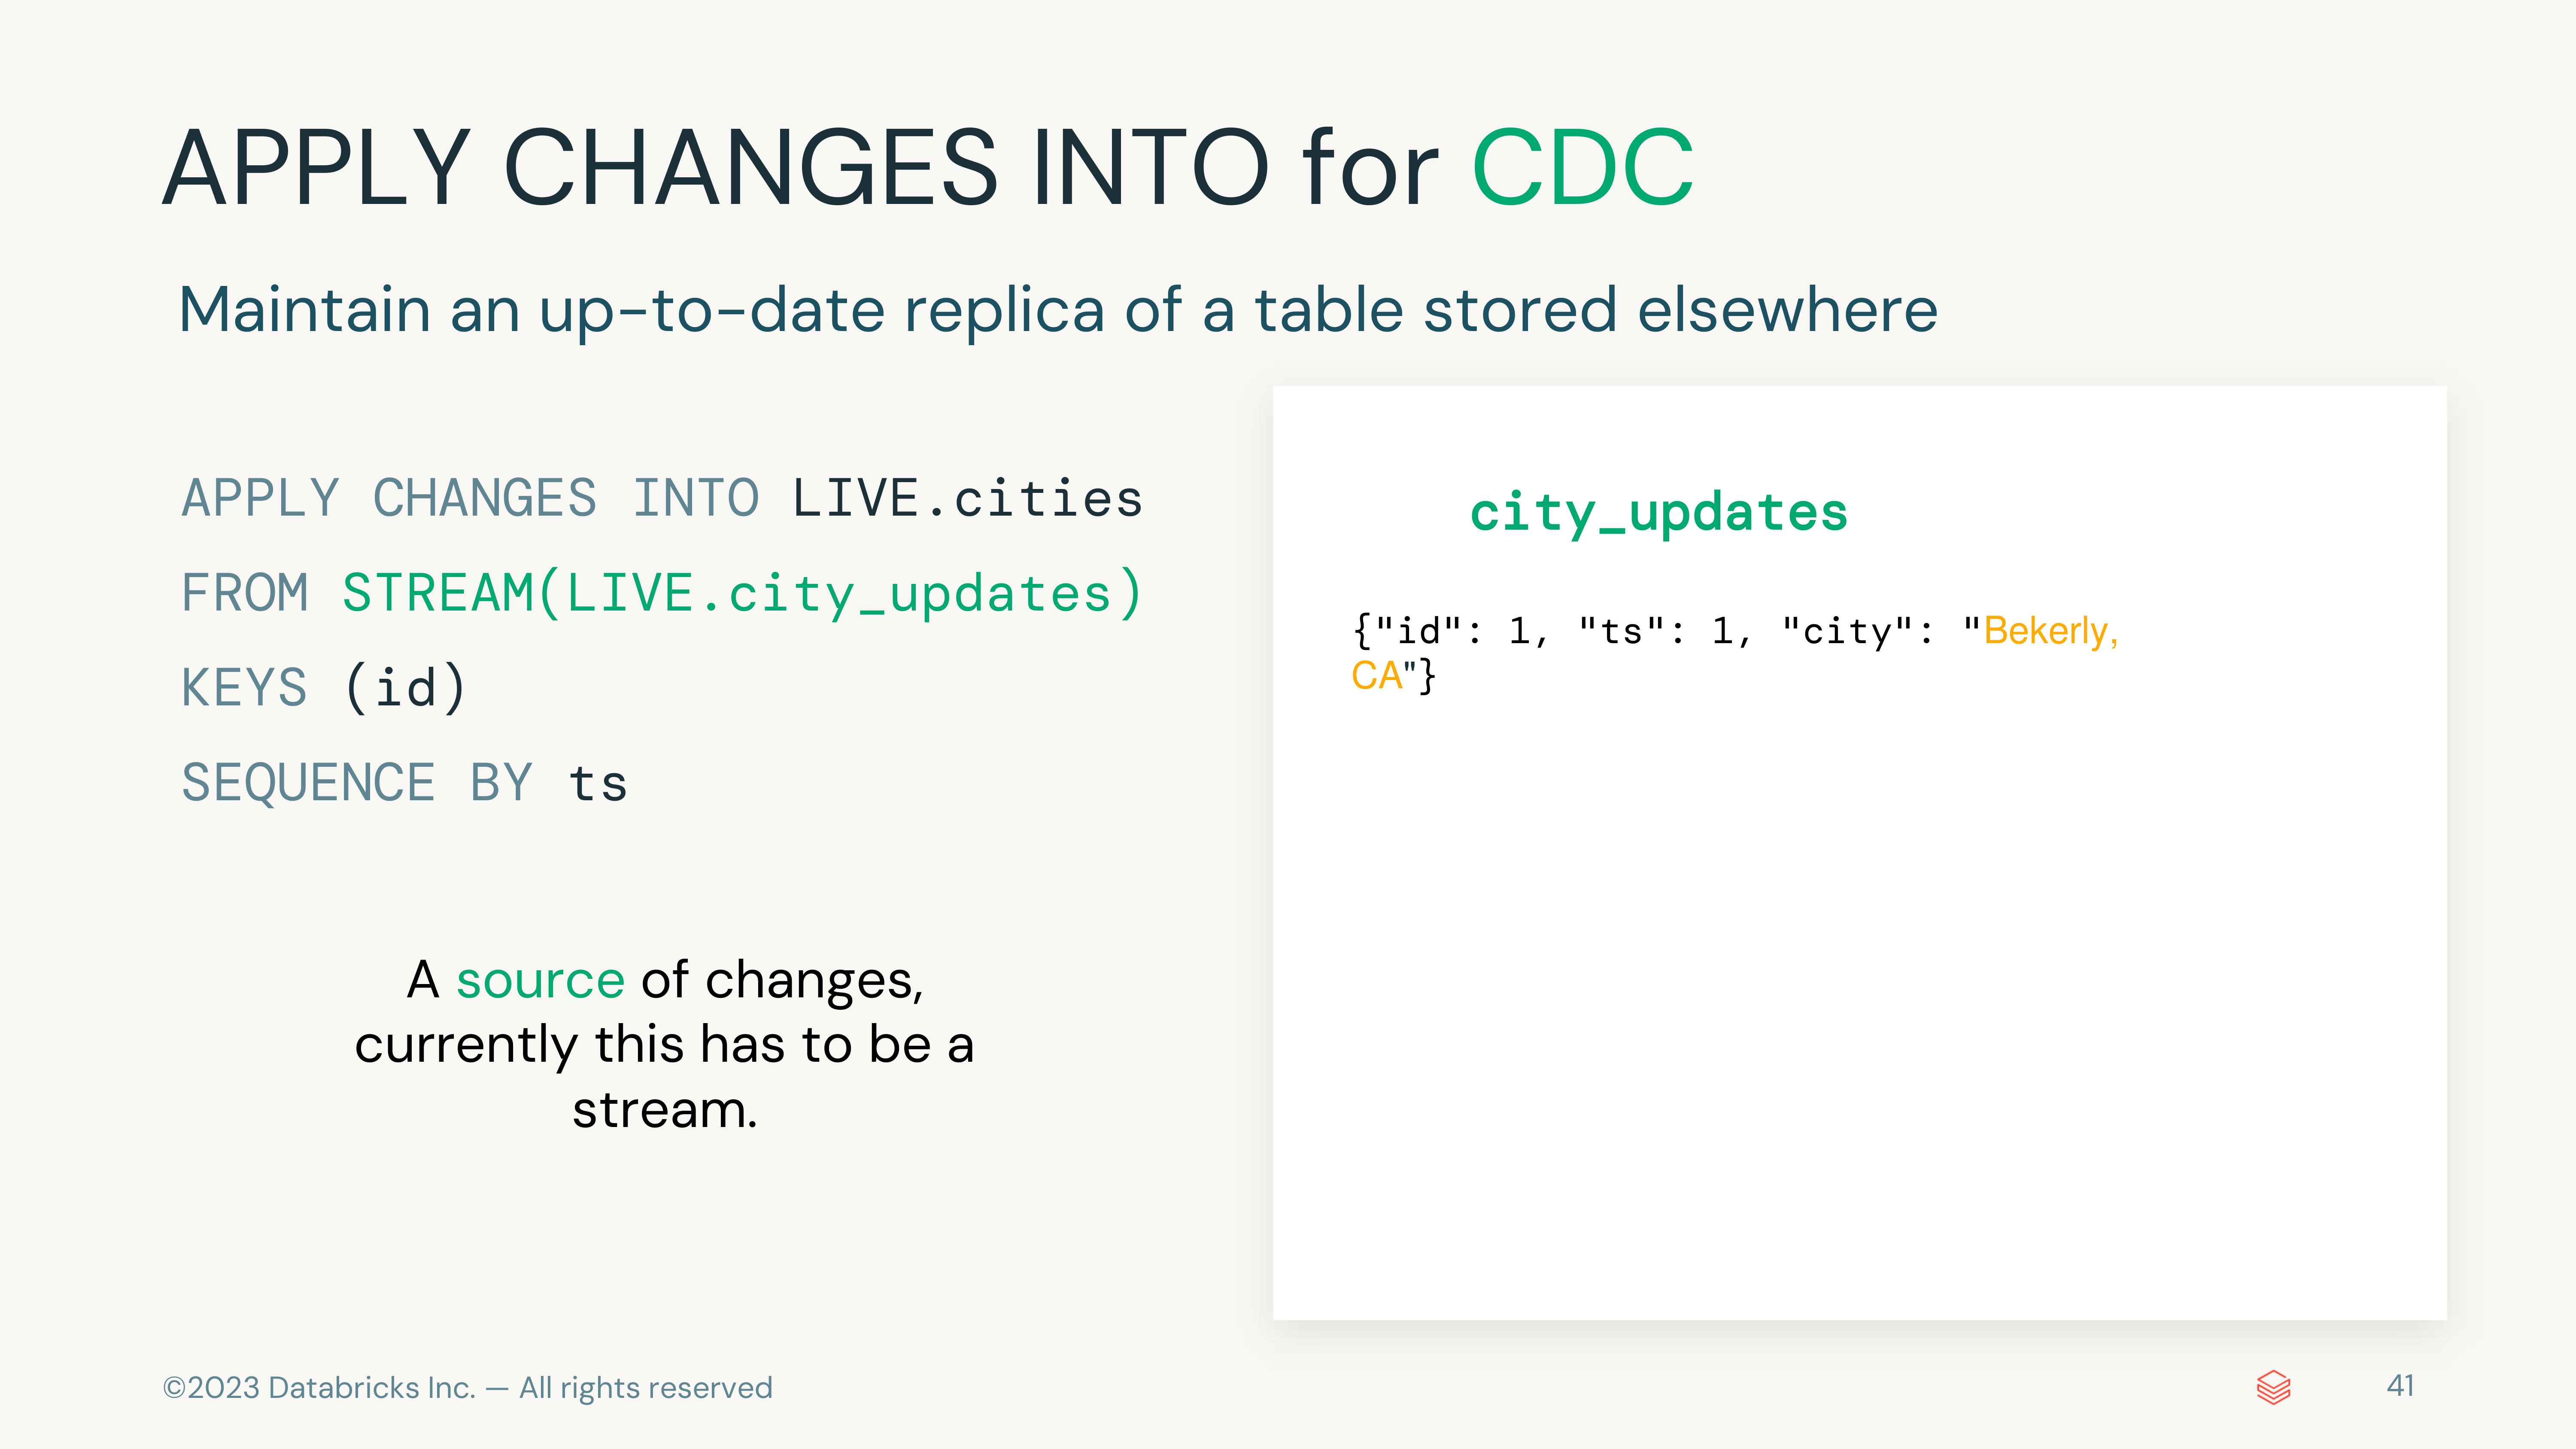 APPLY CHANGES INTO for CDC
Maintain an up-to-date replica of a table stored elsewhere
APPLY CHANGES INTO LIVE.cities
FROM STREAM(LIVE.city_updates)
KEYS (id)
SEQUENCE BY ts
A source of changes,
currently this has to be a
stream.
city_updates
{"id": 1, "ts": 1, "city": "Bekerly,
CA"}
©2023 Databricks Inc. — All rights reserved
41